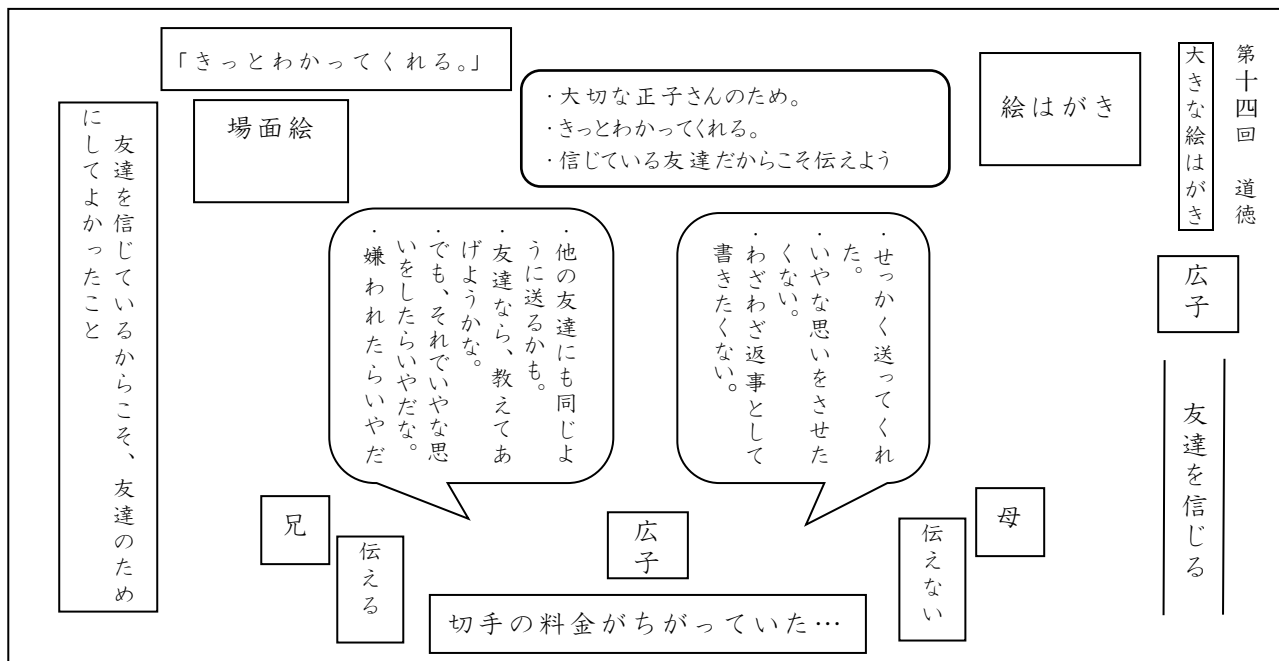 第十四回　道徳
大きな絵はがき
広子
友達を信じる
絵はがき
母
伝えない
・せっかく送ってくれ
た。
・いやな思いをさせた
くない。
・わざわざ返事として
書きたくない。
・大切な正子さんのため。
・きっとわかってくれる。
・信じている友達だからこそ伝えよう
広子
切手の料金がちがっていた…
・他の友達にも同じよ
うに送るかも。
・友達なら、教えてあ
げようかな。
・でも、それでいやな思
いをしたらいやだな。
・嫌われたらいやだ
伝える
兄
「きっとわかってくれる。」
場面絵
友達を信じているからこそ、友達のため
にしてよかったこと